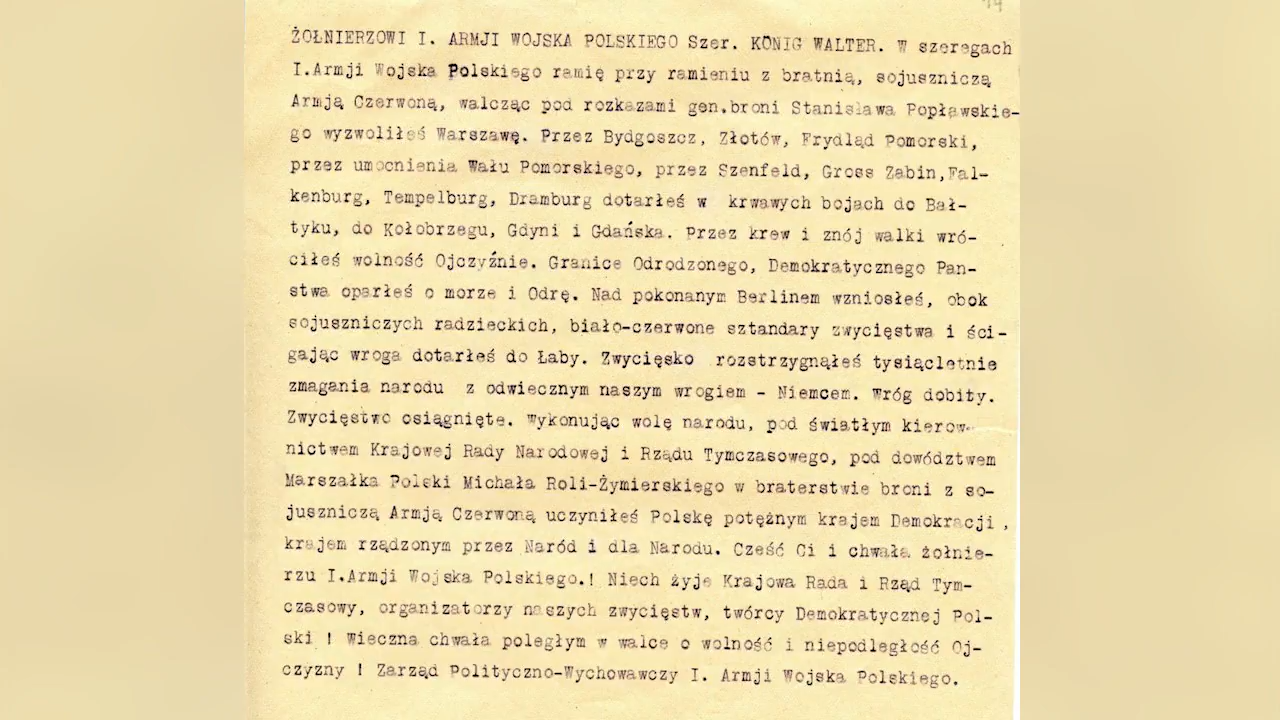 14
ŻOŁNIERZOWI I. ARMJI WOJSKA POLSKIEGO Szer. KÖNIG WALTER. W szeregach
I.Armji Wojska Polskiego ramię przy ramieniu z bratnią, sojuszniczą
Armją Czerwoną, walcząc pod rozkazami gen.broni Stanisława Popławskie-
go wyzwoliłeś Warszawę. Przez Bydgoszcz, Złotów, Frydląd Pomorski,
przez umocnienia Wału Pomorskiego, przez Szenfeld, Gross Zabin,Fal-
kenburg, Tempelburg, Dramburg dotarłeś w krwawych bojach do Bał-
tyku, do Kołobrzegu, Gdyni i Gdańska. Przez krew i znój walki wró-
ciłeś wolność Ojczyźnie. Granice Odrodzonego, Demokratycznego Pan-
stwa oparłeś o morze i Odrę. Nad pokonanym Berlinem wzniosłeś, obok
sojuszniczych radzieckich, biało-czerwone sztandary zwycięstwa i ści-
gając wroga dotarłeś do Łaby. Zwycięsko rozstrzygnąłeś tysiącletnie
zmagania narodu z odwiecznym naszym wrogiem - Niemcem. Wróg dobity.
Zwycięstwo osiągnięte. Wykonując wolę narodu, pod światłym kierow-
nictwem Krajowej Rady Narodowej i Rządu Tymczasowego, pod dowództwem
Marszałka Polski Michała Roli-Żymierskiego w braterstwie broni z so-
juszniczą Armją Czerwoną uczyniłeś Polskę potężnym krajem Demokracji,
krajem rządzonym przez Naród i dla Narodu. Cześć Ci i chwała żołnie-
rzu I.Armji Wojska Polskiego.! Niech żyje Krajowa Rada i Rząd Tym-
czasowy, organizatorzy naszych zwycięstw, twórcy Demokratycznej Pol-
ski ! Wieczna chwała poległym w walce o wolność i niepodległość Oj-
czyzny ! Zarząd Polityczno-Wychowawczy I. Armji Wojska Polskiego.